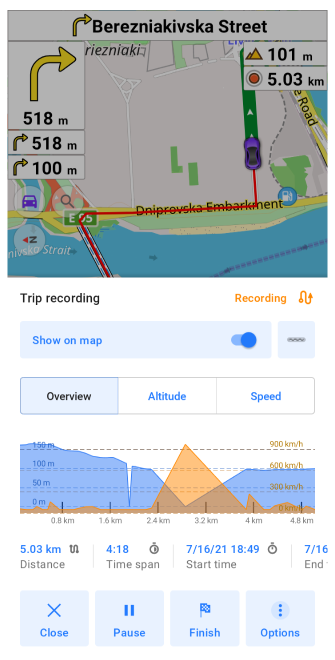 Berezniakivska Street
riezniaki
518 m
518 m
100 m
101 m
5.03 km
Road
E 95
Dniprovska Embankment
nivska Strait
Trip recording
Recording
Show on map
Overview
Altitude
Speed
150 m
100 m
50 m
0 m
900 km/h
600 km/h
300 km/h
0 km/h
0.8 km
1.6 km
2.4 km
3.2 km
4 km
4.8 km
5.03 km
4:18
7/16/21 18:49
7/16
Distance
Time span
Start time
End
Close
Pause
Finish
Options